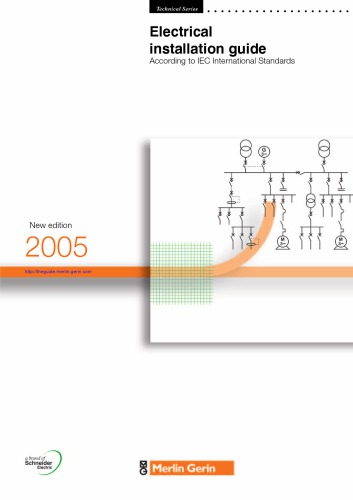 Technical Series
Electrical
installation guide
According to IEC International Standards
G
New edition
2005
http://theguide.merlin-gerin.com
M
M
a brand of
Schneider
Electric
Merlin Gerin